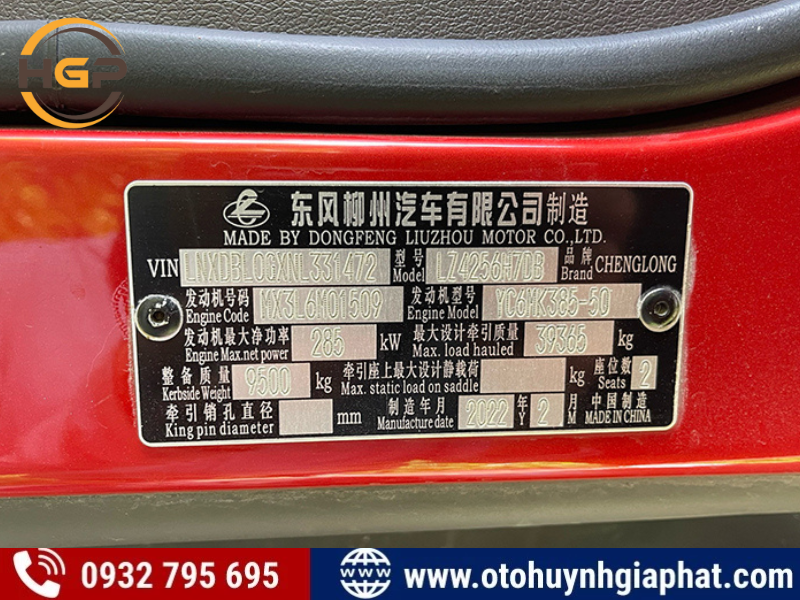 HGP
东风柳州汽车有限公司制造
MADE BY DONGFENG LIUZHOU MOTOR CO.,LTD.
VIN LNXDBL0GXNL331472 型号 Model LZ4256H7DB 品牌 Brand CHENGLONG
发动机号码 Engine Code MX3L6M01509 发动机型号 Engine Model YC6MK385-50
发动机最大净功率 Engine Max.net power 285 kW 最大设计牵引质量 Max. load hauled 39365 kg
整备质量 Kerbside Weight 9500 kg 牵引座上最大设计静载荷 Max. static load on saddle kg 座位数 Seats 2
牵引销孔直径 King pin diameter mm 制造年月 Manufacture date 2022 年 Y 2 月 M 中国制造 MADE IN CHINA
0932 795 695 www.otohuynhgiaphat.com